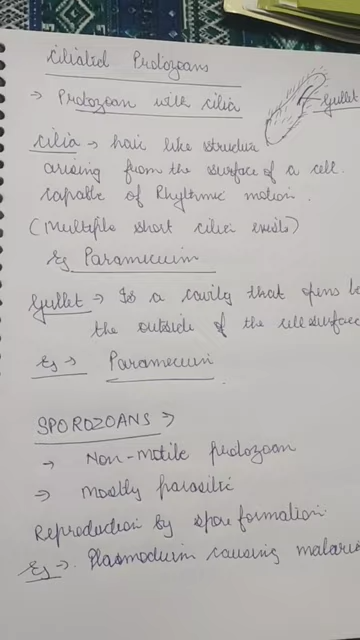 Ciliated Protozoans
→ Protozoan with cilia
Gullet
Cilia → hair like structure
arising from the surface of a cell.
capable of Rhythmic motion.
(Multiple short cilia exists)
Eg Paramecium
Gullet → Is a cavity that opens
the outside of the cell surface
Eg → Paramecium
SPOROZOANS →
→ Non-motile protozoan
→ mostly parasitic
Reproduction by spore formation.
Eg → Plasmodium causing malaria